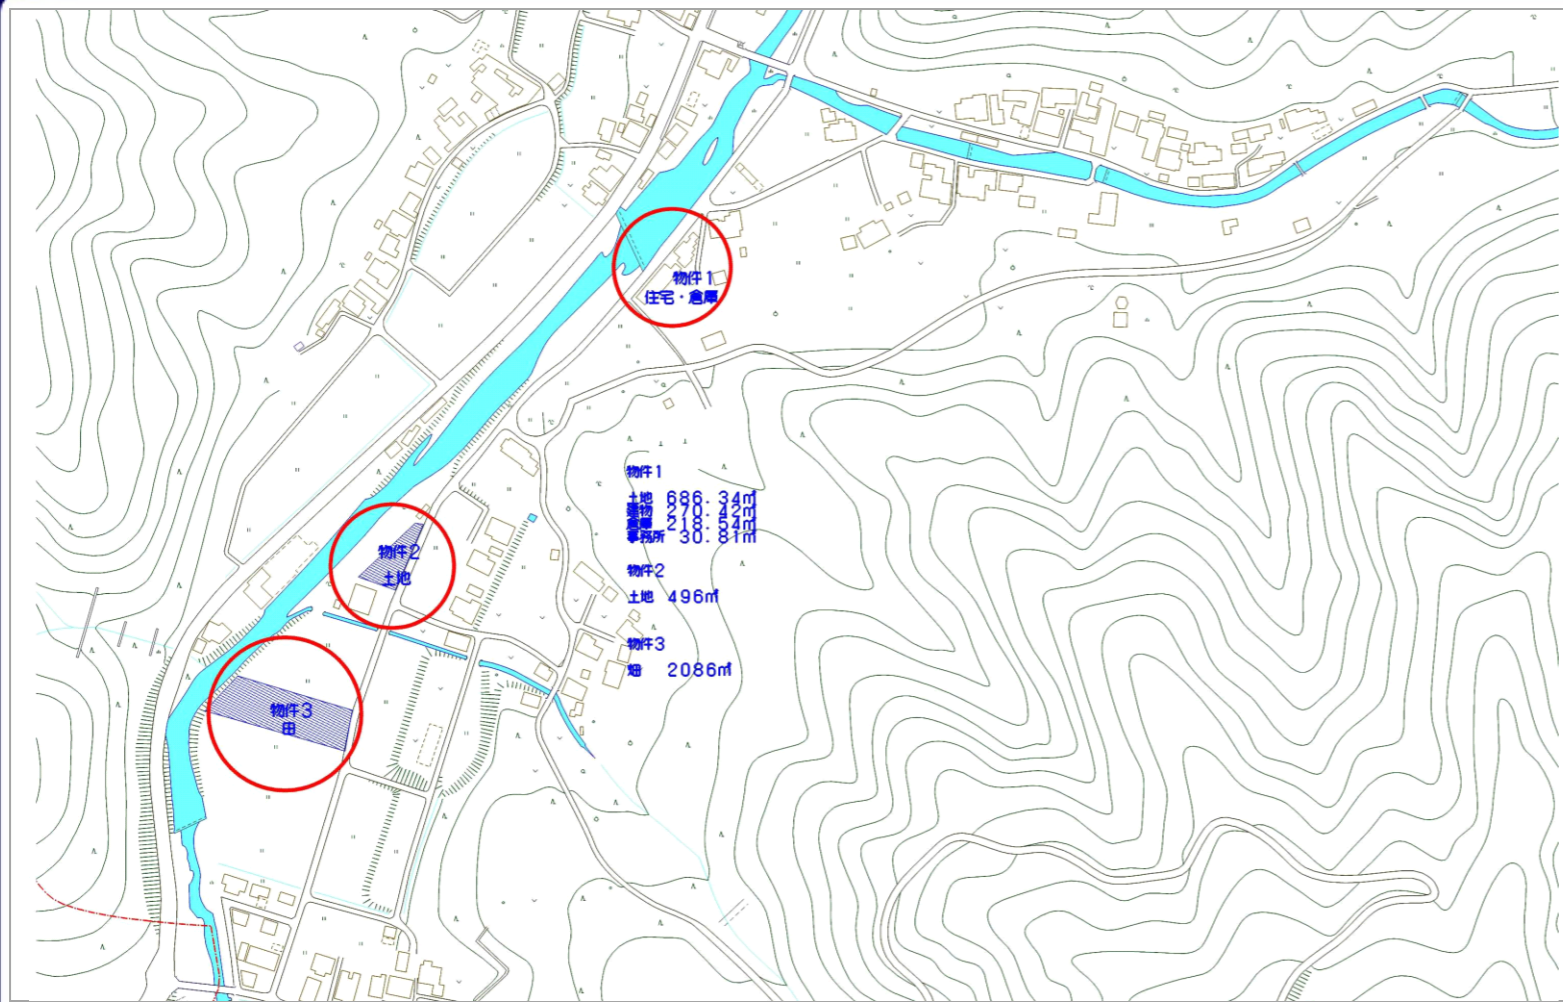 物件1
住宅・倉庫
物件1
土地 686.34㎡
建物 270.42㎡
倉庫 218.54㎡
事務所 30.81㎡
物件2
土地
物件2
土地 496㎡
物件3
畑 2086㎡
物件3
田